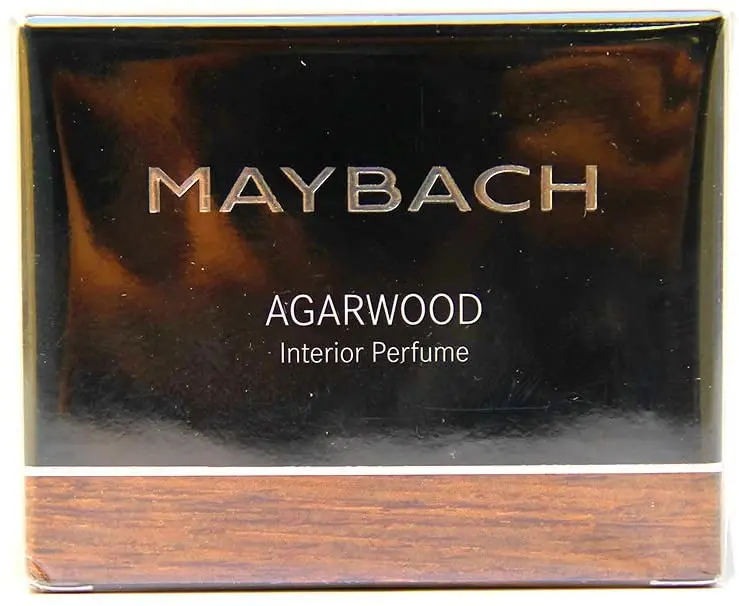 MAYBACH
AGARWOOD
Interior Perfume